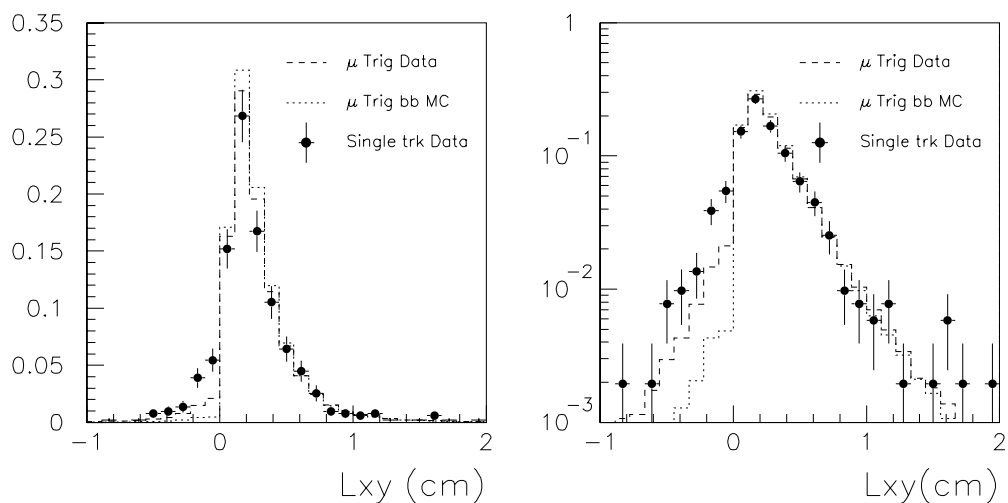 0.35
0.3
0.25
0.2
0.15
0.1
0.05
0
-1
0
1
2
Lxy (cm)
μ Trig Data
μ Trig bb MC
Single trk Data
1
10⁻¹
10⁻²
10⁻³
-1
0
1
2
Lxy(cm)
μ Trig Data
μ Trig bb MC
Single trk Data